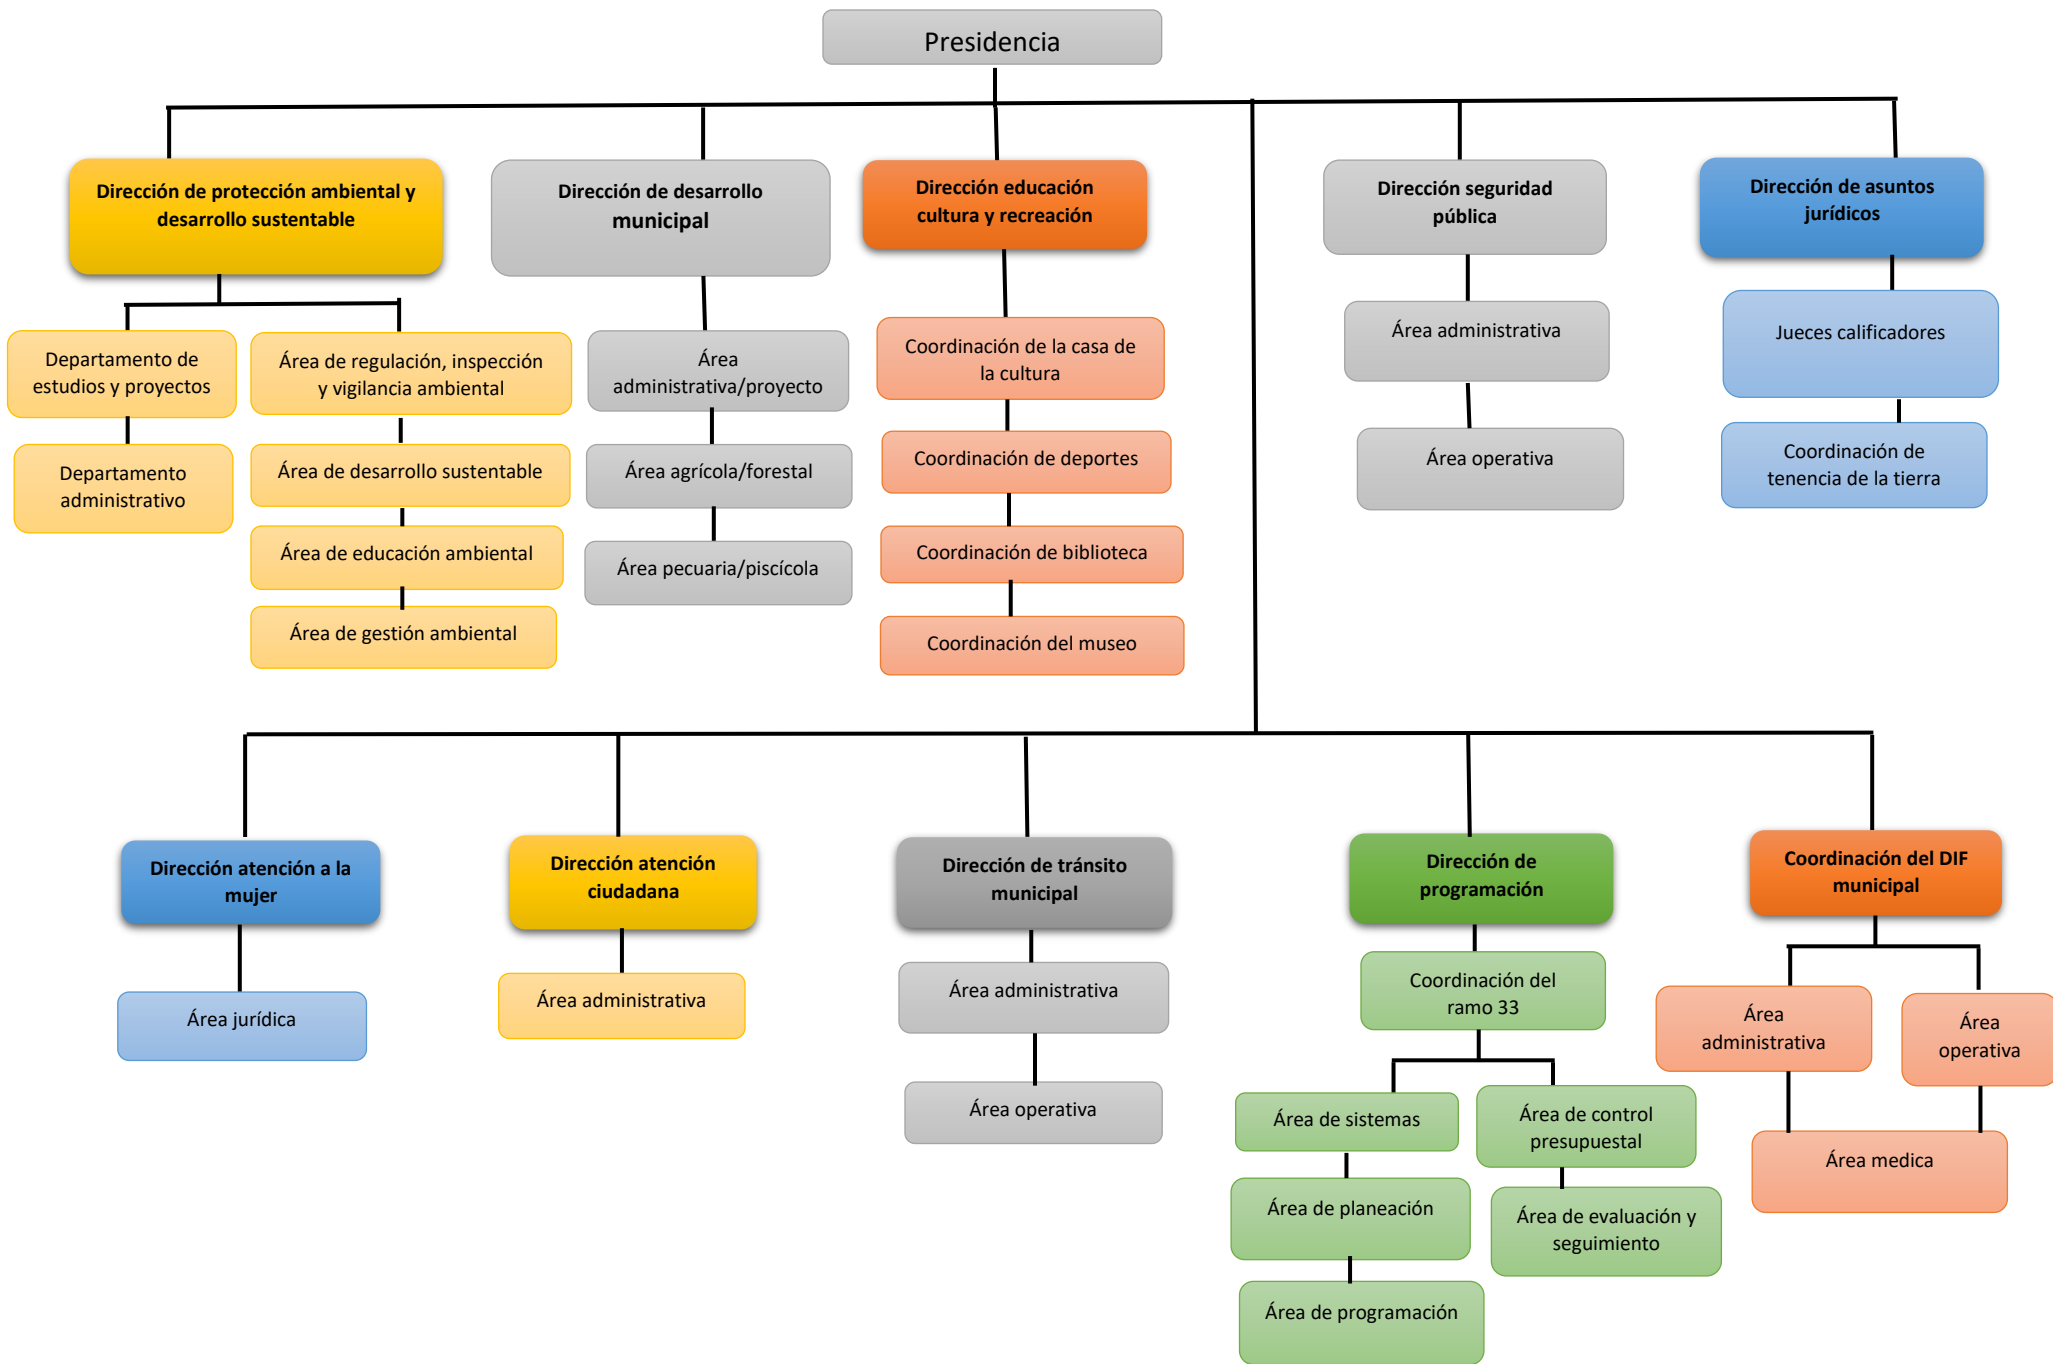 Presidencia
Dirección de protección ambiental y
desarrollo sustentable
Dirección de desarrollo
municipal
Dirección educación
cultura y recreación
Dirección seguridad
pública
Dirección de asuntos
jurídicos
Departamento de
estudios y proyectos
Departamento
administrativo
Área de regulación, inspección
y vigilancia ambiental
Área de desarrollo sustentable
Área de educación ambiental
Área de gestión ambiental
Área
administrativa/proyecto
Área agrícola/forestal
Área pecuaria/piscícola
Coordinación de la casa de
la cultura
Coordinación de deportes
Coordinación de biblioteca
Coordinación del museo
Área administrativa
Área operativa
Jueces calificadores
Coordinación de
tenencia de la tierra
Dirección atención a la
mujer
Dirección atención
ciudadana
Dirección de tránsito
municipal
Dirección de
programación
Coordinación del DIF
municipal
Área jurídica
Área administrativa
Área administrativa
Área operativa
Coordinación del
ramo 33
Área de sistemas
Área de planeación
Área de programación
Área de control
presupuestal
Área de evaluación y
seguimiento
Área
administrativa
Área
operativa
Área medica